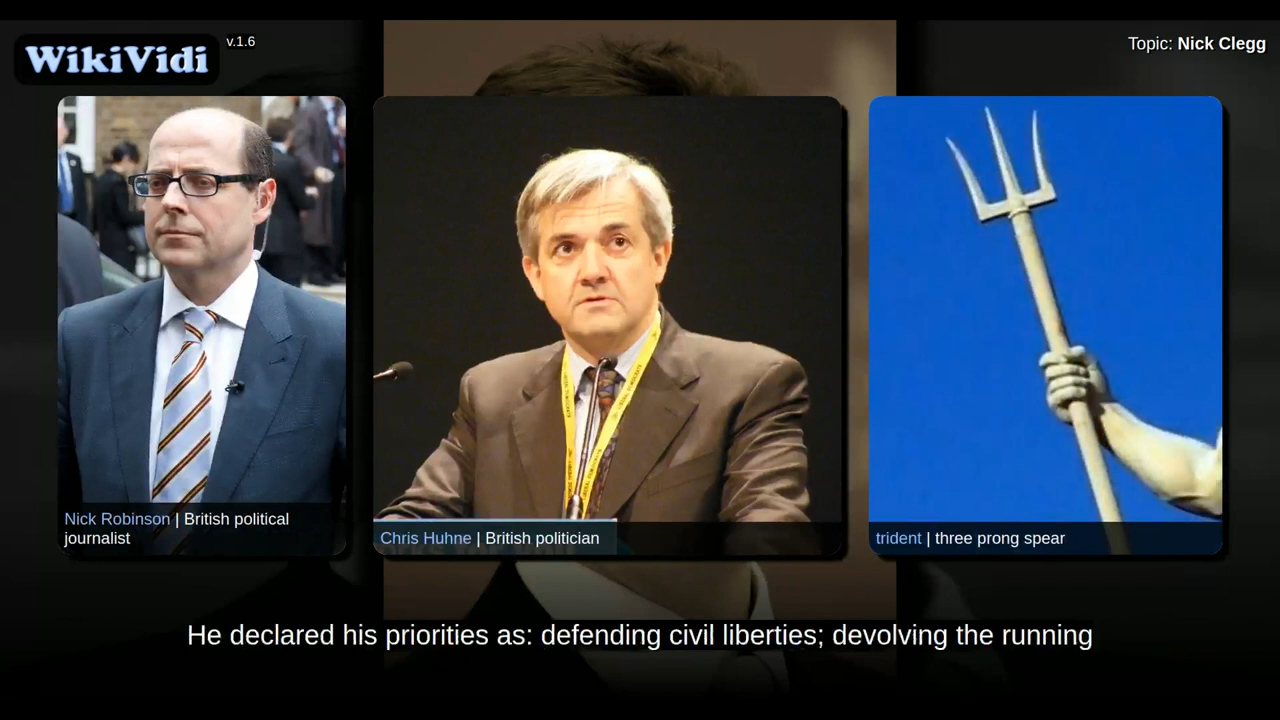 WikiVidi
v.1.6
Topic: Nick Clegg
Nick Robinson | British political
journalist
Chris Huhne | British politician
trident | three prong spear
He declared his priorities as: defending civil liberties; devolving the running